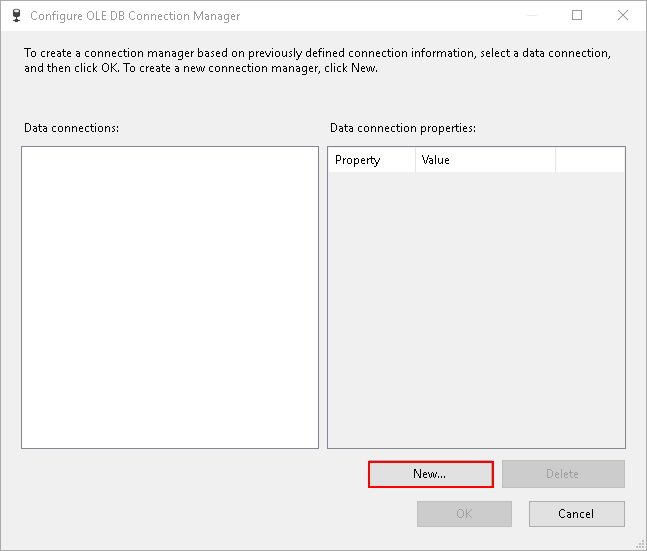 Configure OLE DB Connection Manager
To create a connection manager based on previously defined connection information, select a data connection,
and then click OK. To create a new connection manager, click New.
Data connections:
Data connection properties:
Property Value
New...
Delete
OK
Cancel